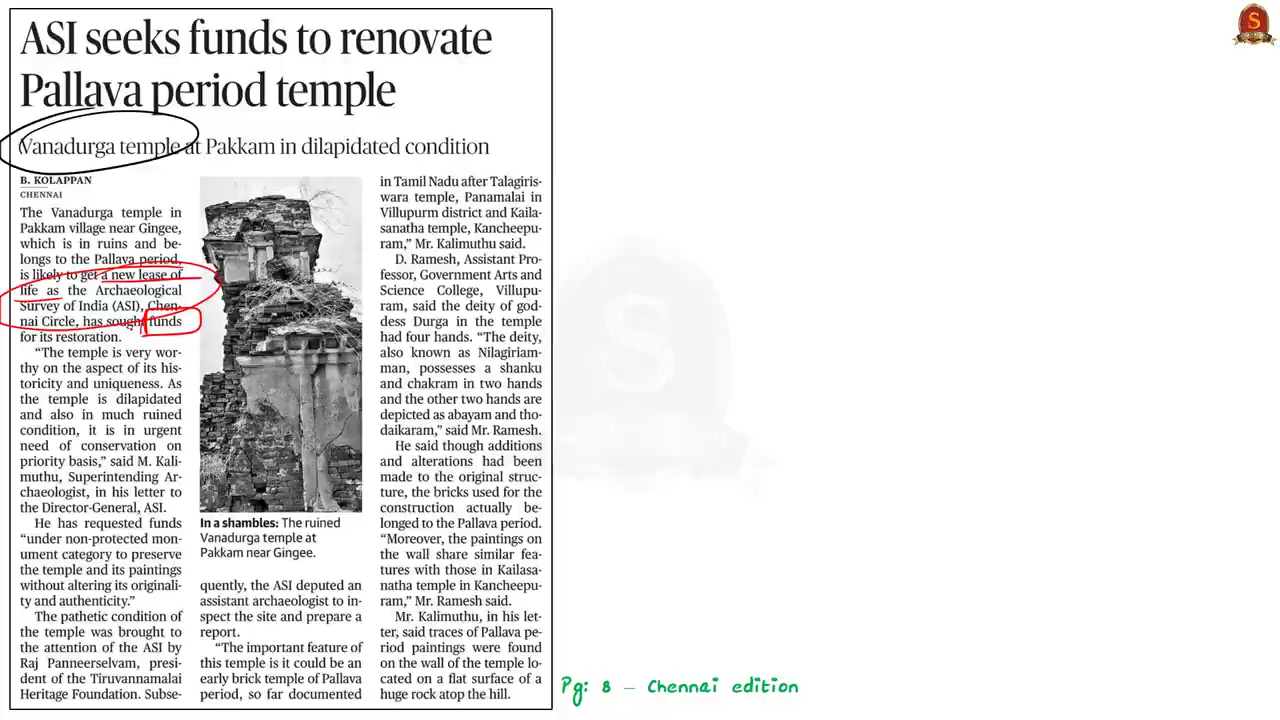 ASI seeks funds to renovate
Pallava period temple
Vanadurga temple at Pakkam in dilapidated condition
B. KOLAPPAN
CHENNAI
The Vanadurga temple in
Pakkam village near Gingee,
which is in ruins and be-
longs to the Pallava period,
is likely to get a new lease of
life as the Archaeological
Survey of India (ASI), Chen-
nai Circle, has sought funds
for its restoration.
“The temple is very wor-
thy on the aspect of its his-
toricity and uniqueness. As
the temple is dilapidated
and also in much ruined
condition, it is in urgent
need of conservation on
priority basis,” said M. Kali-
muthu, Superintending Ar-
chaeologist, in his letter to
the Director-General, ASI.
He has requested funds
“under non-protected mon-
ument category to preserve
the temple and its paintings
without altering its originali-
ty and authenticity.”
The pathetic condition of
the temple was brought to
the attention of the ASI by
Raj Panneerselvam, presi-
dent of the Tiruvannamalai
Heritage Foundation. Subse-
In a shambles: The ruined
Vanadurga temple at
Pakkam near Gingee.
quently, the ASI deputed an
assistant archaeologist to in-
spect the site and prepare a
report.
“The important feature of
this temple is it could be an
early brick temple of Pallava
period, so far documented
in Tamil Nadu after Talagiris-
wara temple, Panamalai in
Villupurm district and Kaila-
sanatha temple, Kancheepu-
ram,” Mr. Kalimuthu said.
D. Ramesh, Assistant Pro-
fessor, Government Arts and
Science College, Villupu-
ram, said the deity of god-
dess Durga in the temple
had four hands. “The deity,
also known as Nilagiriam-
man, possesses a shanku
and chakram in two hands
and the other two hands are
depicted as abayam and tho-
daikaram,” said Mr. Ramesh.
He said though additions
and alterations had been
made to the original struc-
ture, the bricks used for the
construction actually be-
longed to the Pallava period.
“Moreover, the paintings on
the wall share similar fea-
tures with those in Kailasa-
natha temple in Kancheepu-
ram,” Mr. Ramesh said.
Mr. Kalimuthu, in his let-
ter, said traces of Pallava pe-
riod paintings were found
on the wall of the temple lo-
cated on a flat surface of a
huge rock atop the hill.
Pg: 8 – Chennai edition
S
S